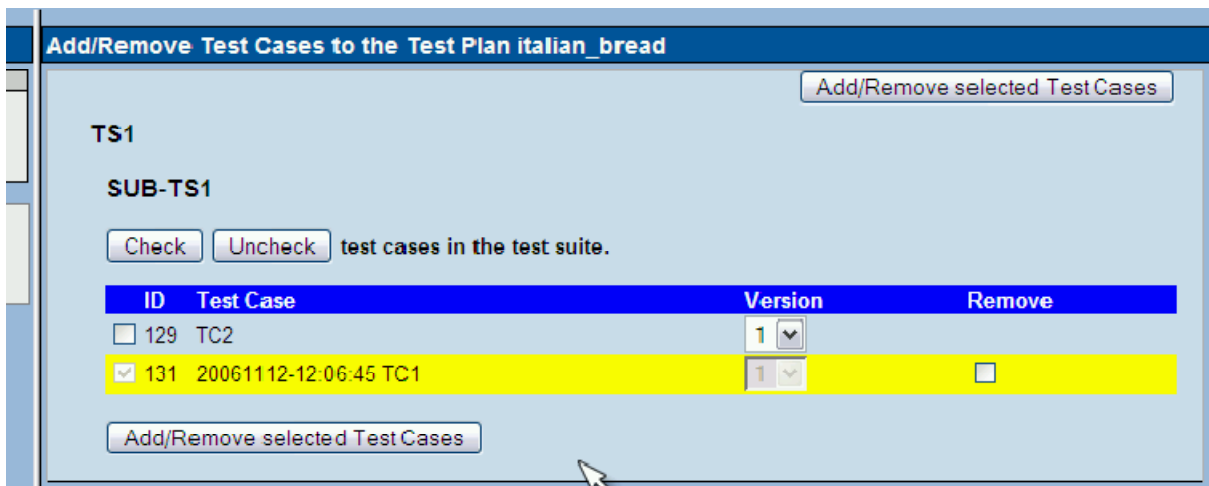 Add/Remove Test Cases to the Test Plan italian_bread
Add/Remove selected Test Cases
TS1
SUB-TS1
Check Uncheck test cases in the test suite.
ID Test Case Version Remove
129 TC2 1
131 20061112-12:06:45 TC1 1
Add/Remove selected Test Cases